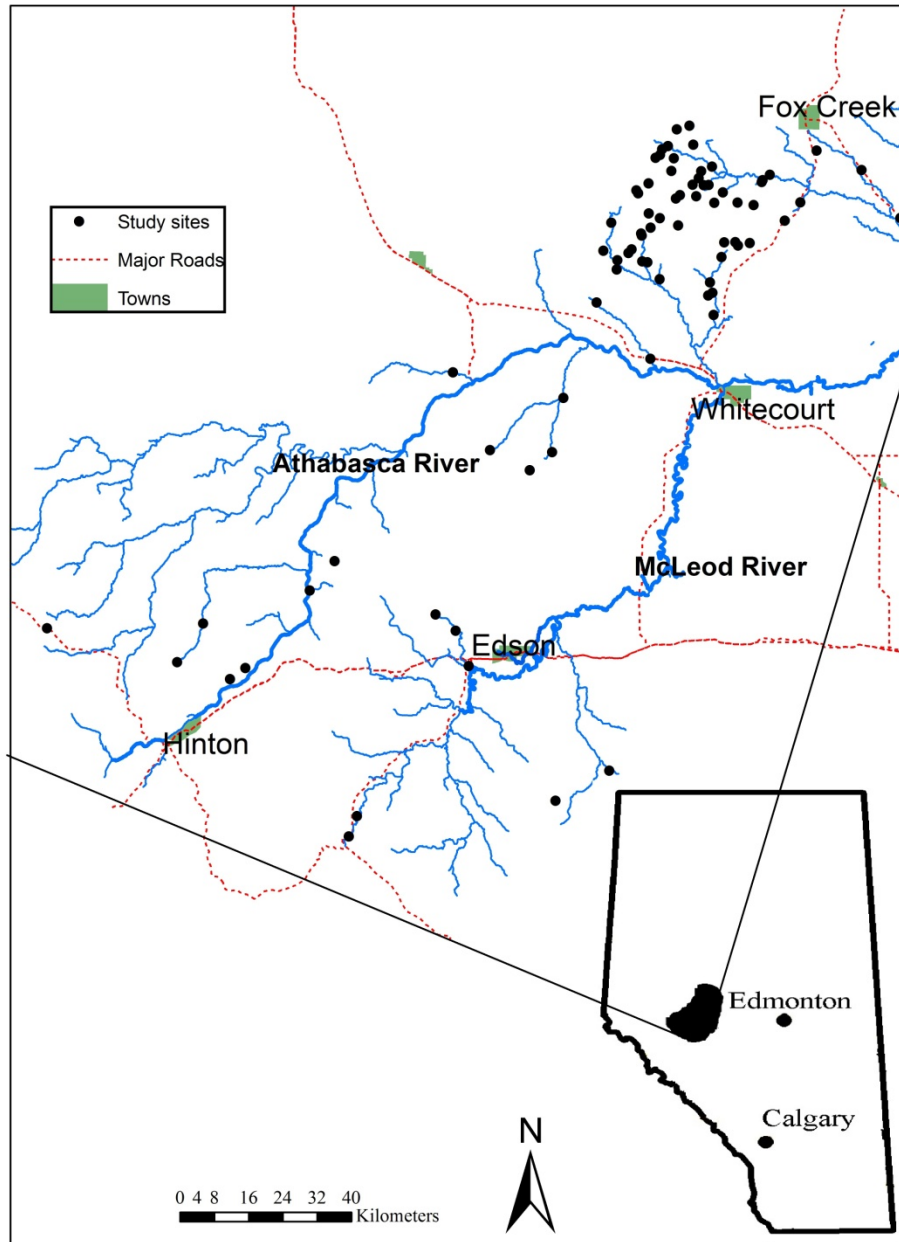 Fox Creek
Study sites
Major Roads
Towns
Whitecourt
Athabasca River
McLeod River
Edson
Hinton
Edmonton
Calgary
N
0 4 8 16 24 32 40
Kilometers